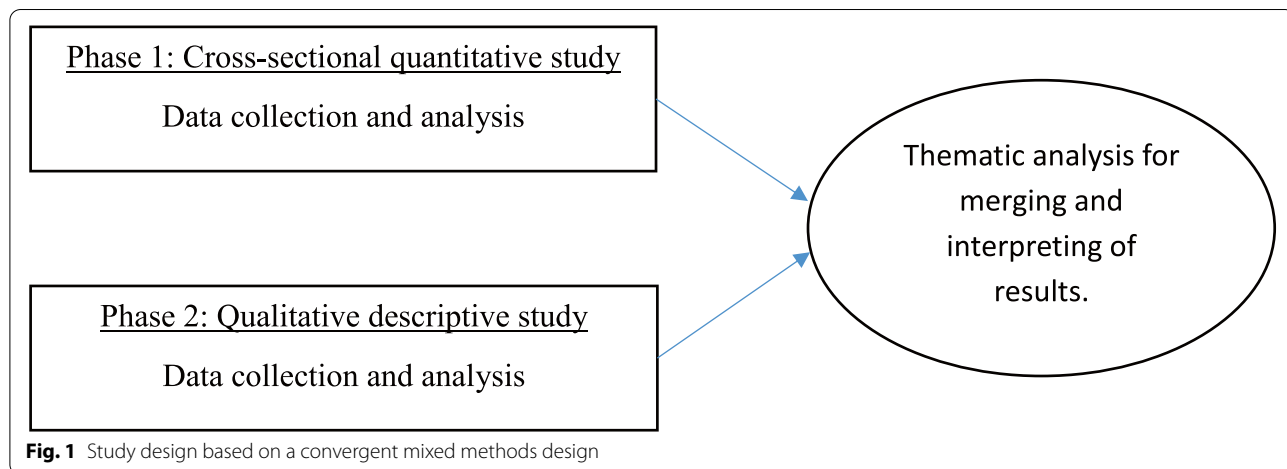 Phase 1: Cross-sectional quantitative study
Data collection and analysis
Thematic analysis for
merging and
interpreting of
results.
Phase 2: Qualitative descriptive study
Data collection and analysis
Fig. 1 Study design based on a convergent mixed methods design